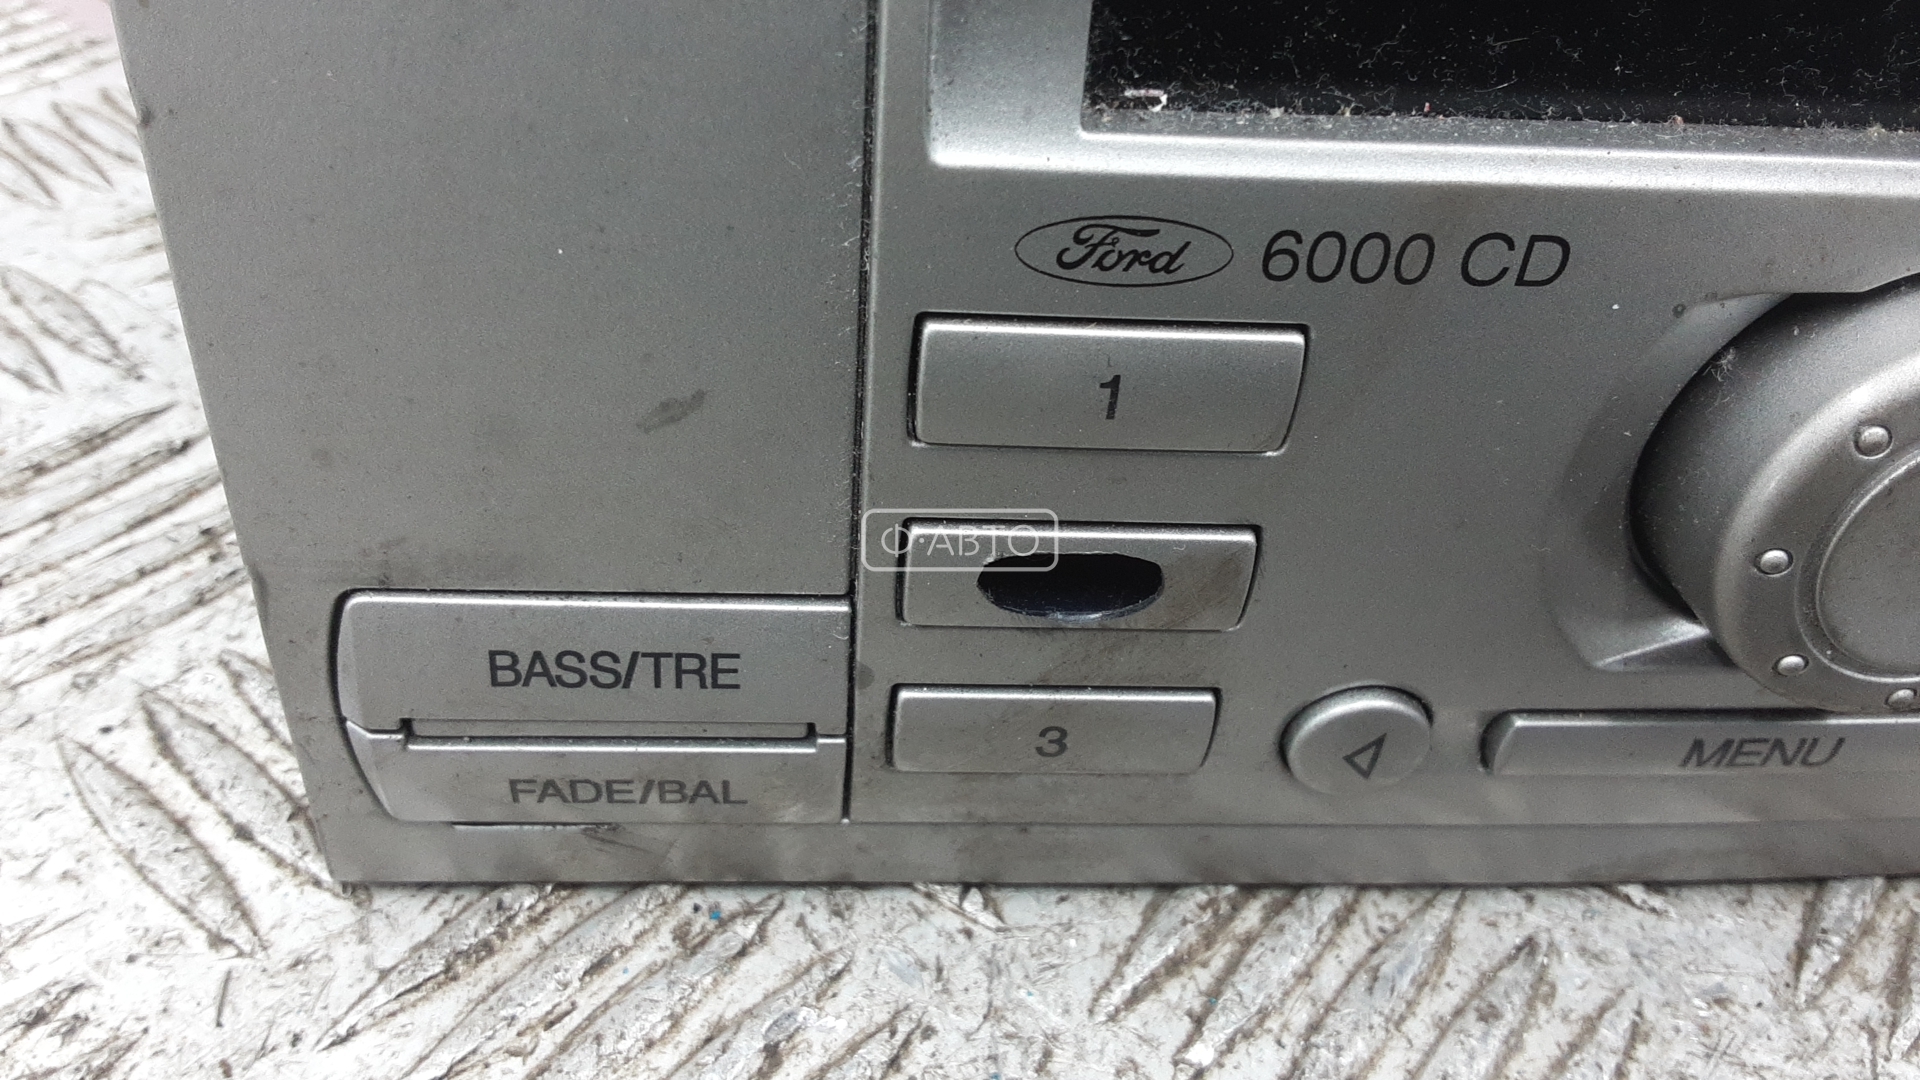 Ford 6000 CD
1
Ф·АВТО
BASS/TRE
3
MENU
FADE/BAL